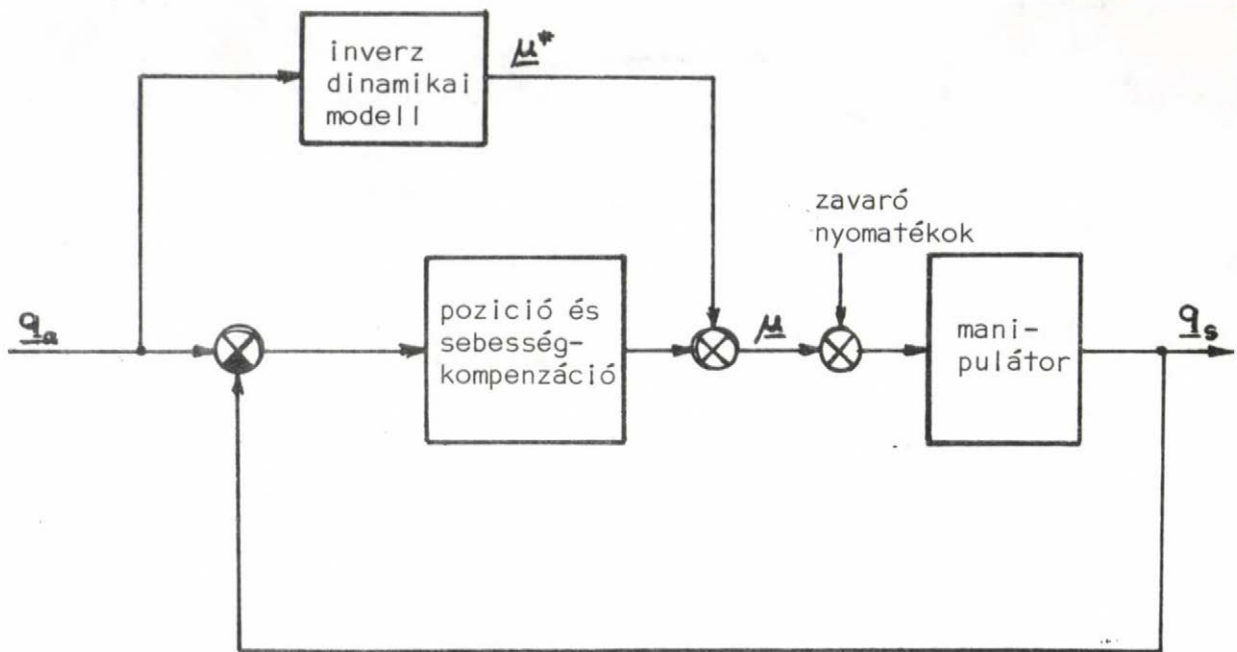 inverz
dinamikai
modell
μ*
zavaró
nyomatékok
q_a
pozició és
sebesség-
kompenzáció
μ
mani-
pulátor
q_s